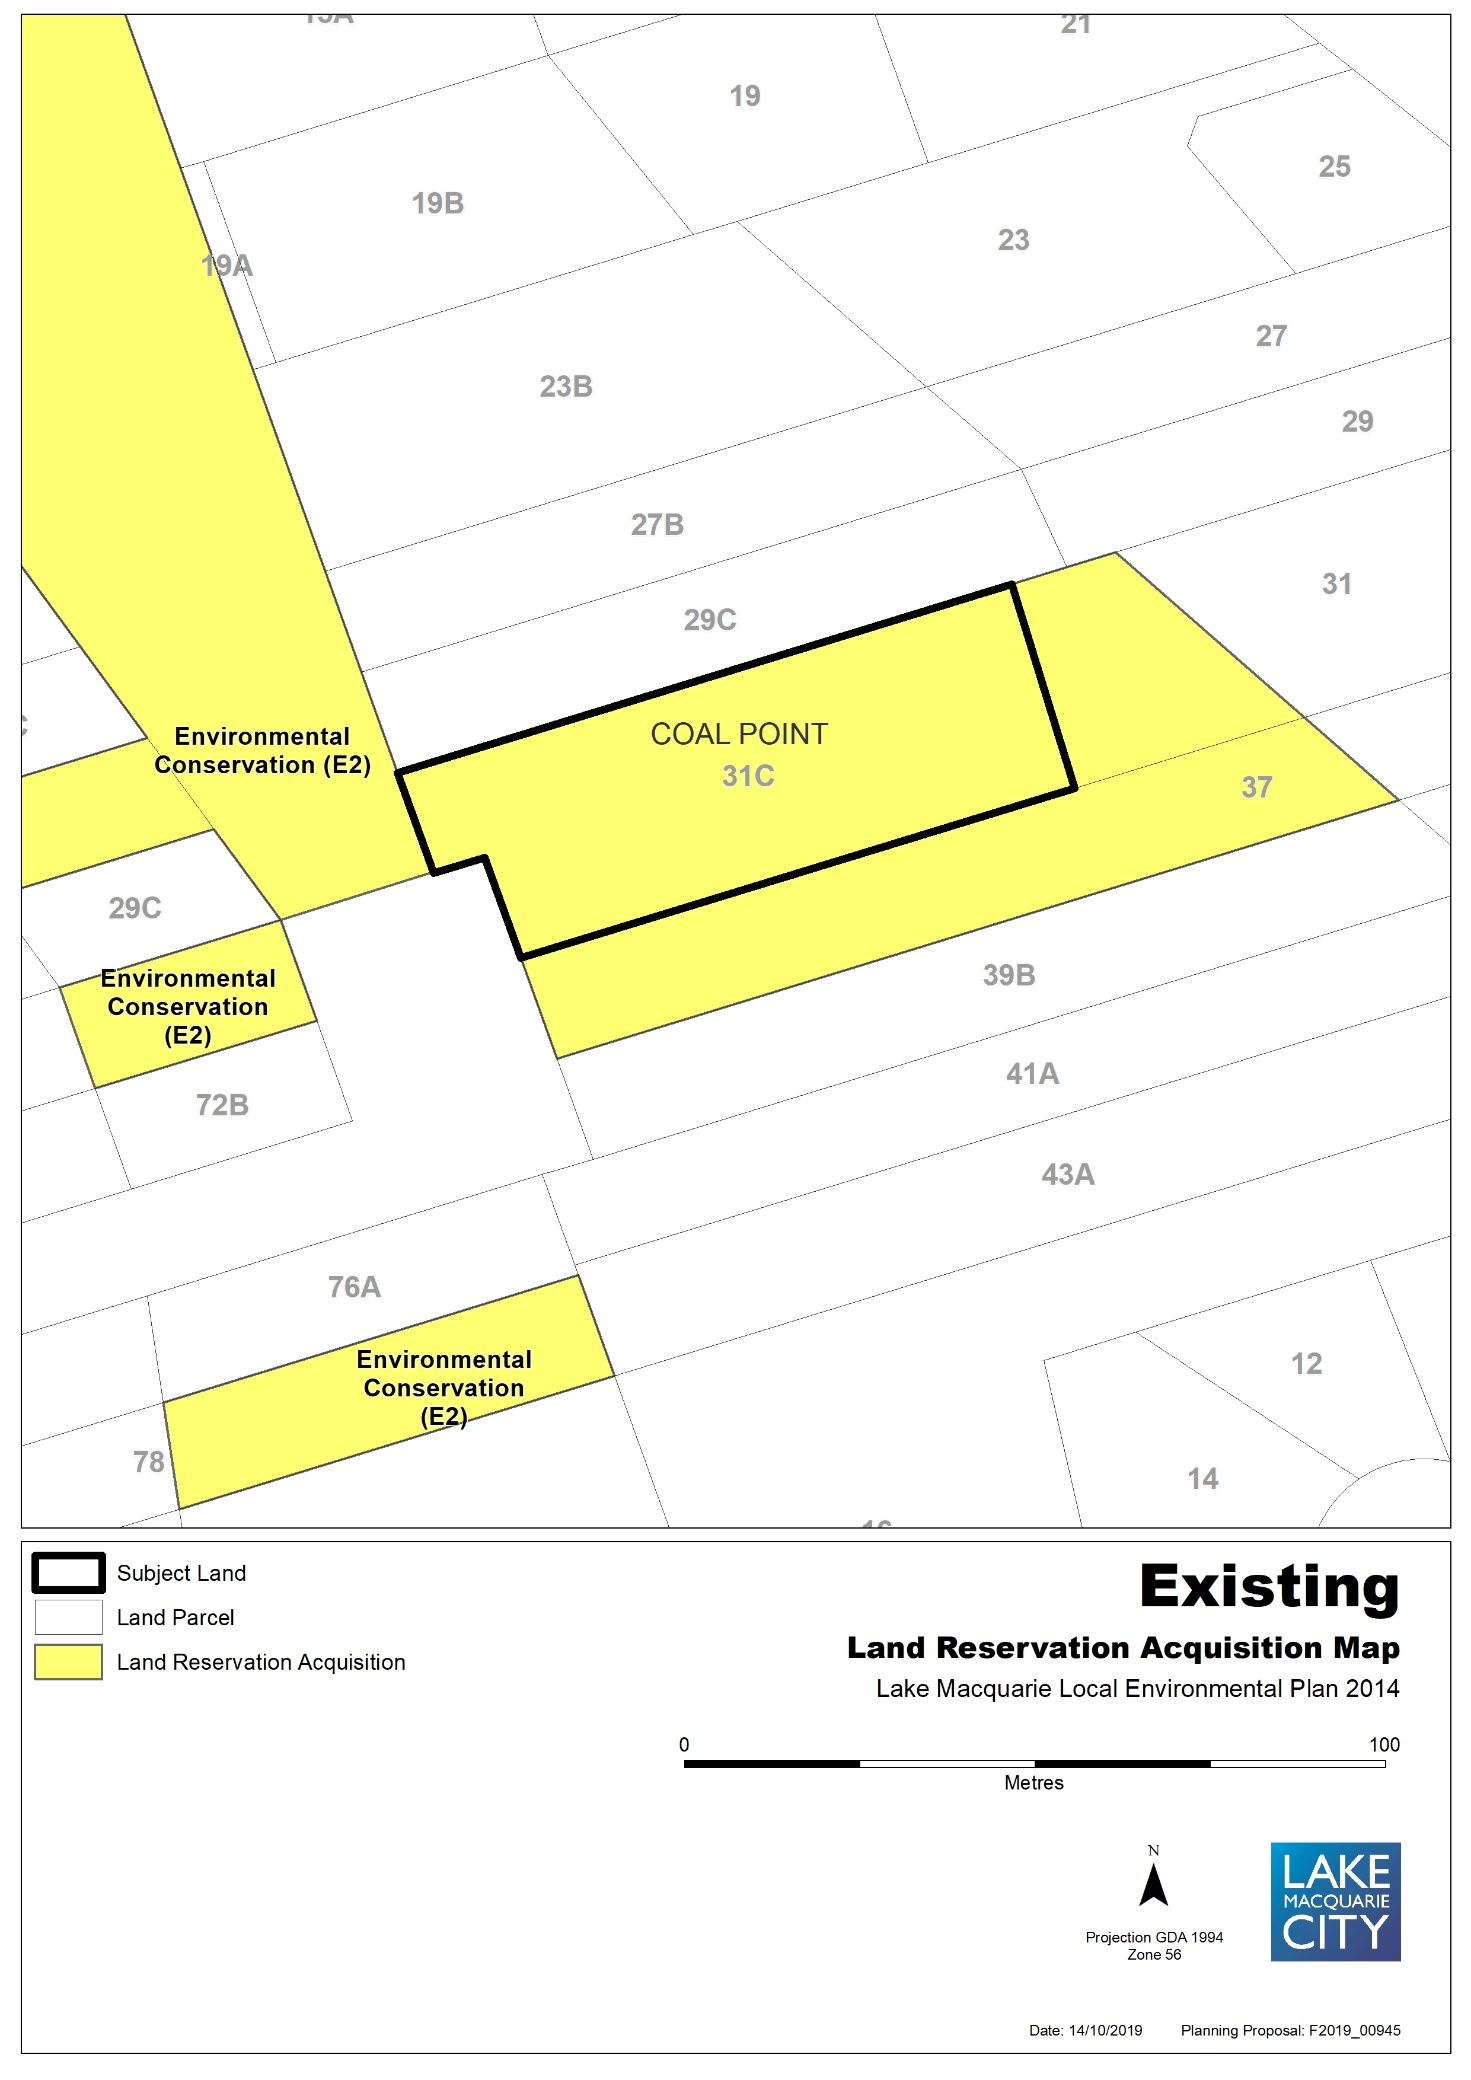 21
19
25
19B
23
19A
27
23B
29
27B
31
29C
COAL POINT
31C
Environmental
Conservation (E2)
37
29C
Environmental
Conservation
(E2)
39B
41A
72B
43A
76A
Environmental
Conservation
(E2)
12
78
14
Subject Land
Land Parcel
Land Reservation Acquisition
Existing
Land Reservation Acquisition Map
Lake Macquarie Local Environmental Plan 2014
0 100
Metres
N
Projection GDA 1994
Zone 56
LAKE
MACQUARIE
CITY
Date: 14/10/2019 Planning Proposal: F2019_00945